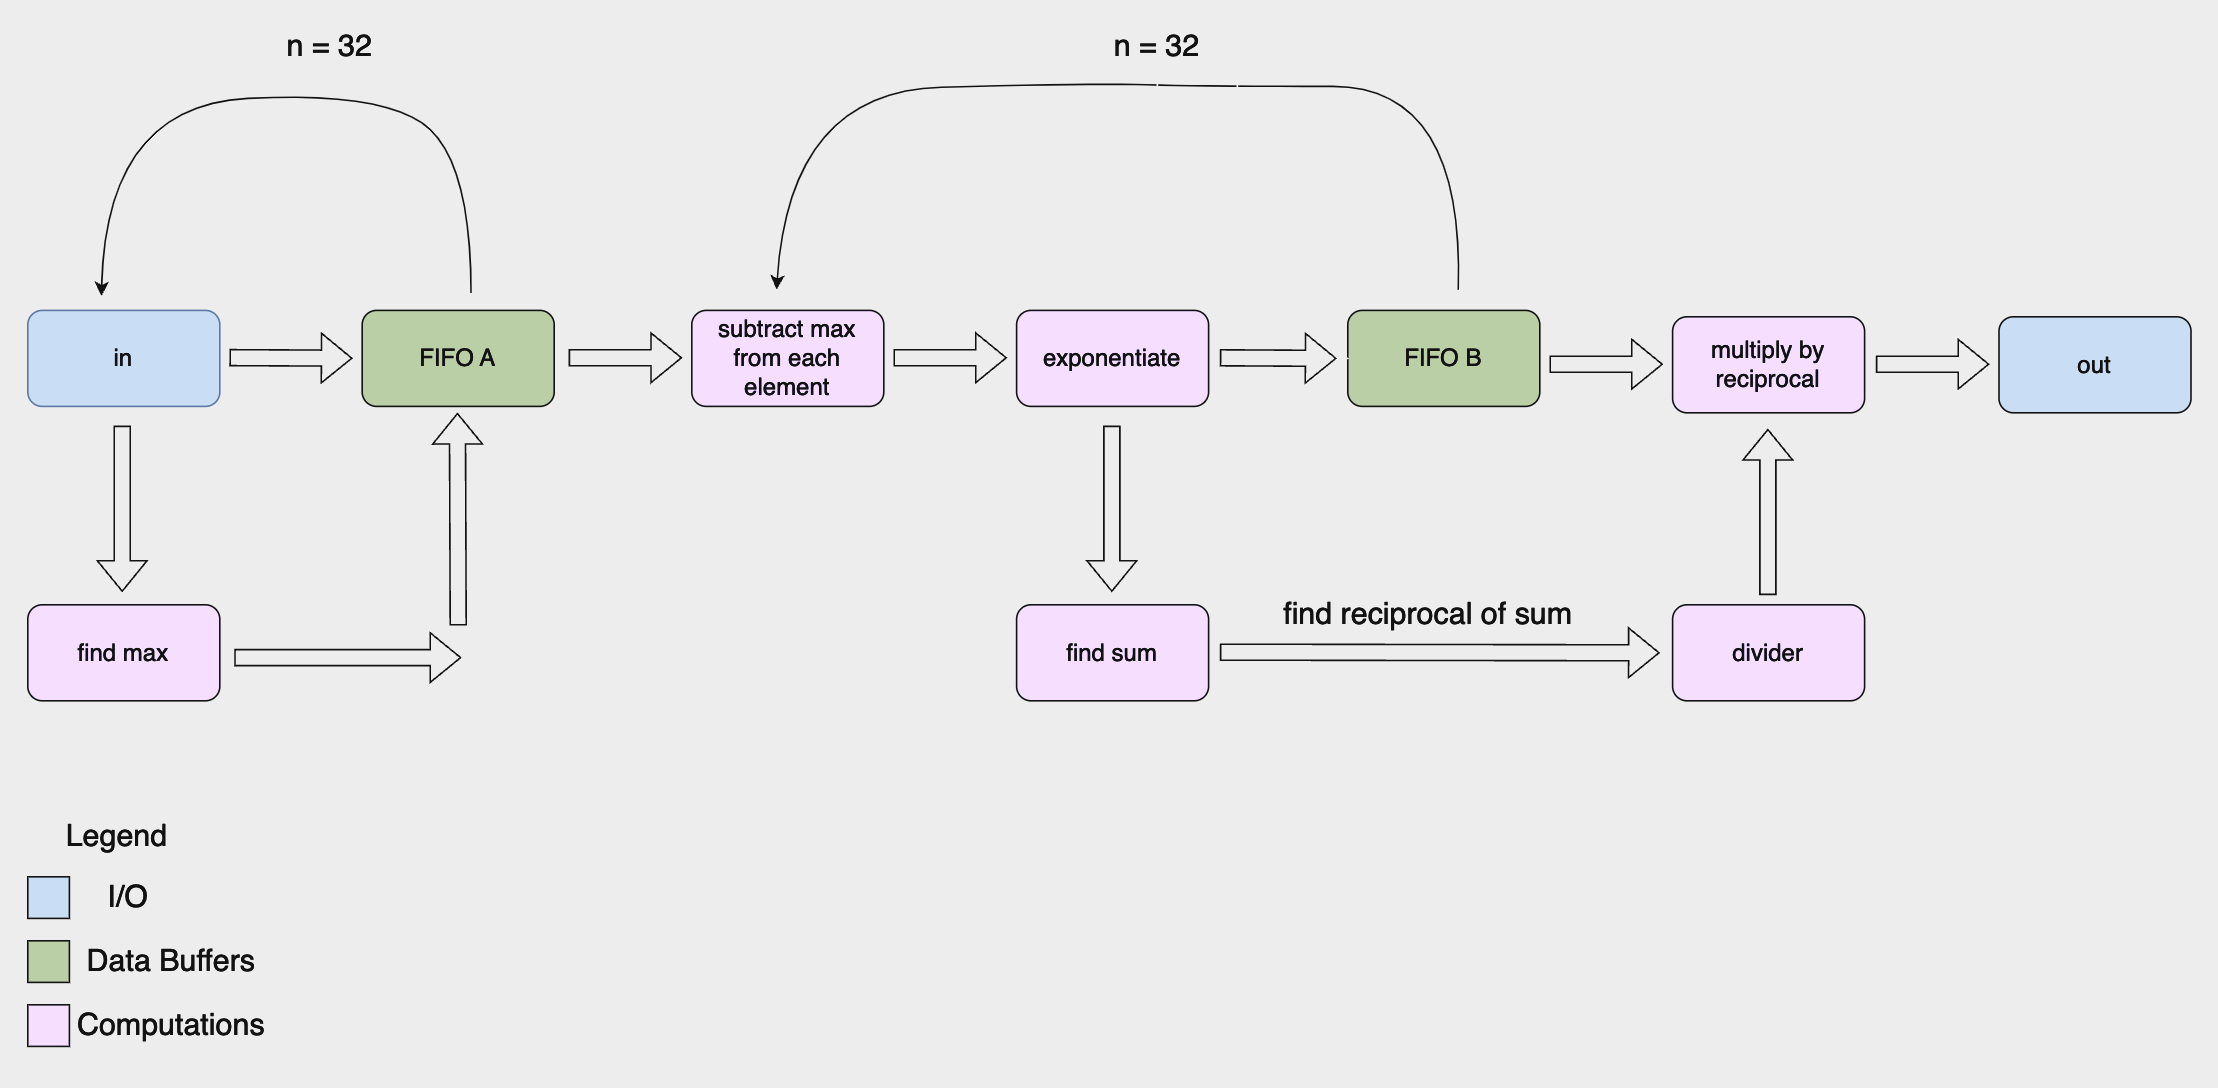 n = 32
n = 32
in
FIFO A
subtract max
from each
element
exponentiate
FIFO B
multiply by
reciprocal
out
find max
find sum
find reciprocal of sum
divider
Legend
I/O
Data Buffers
Computations